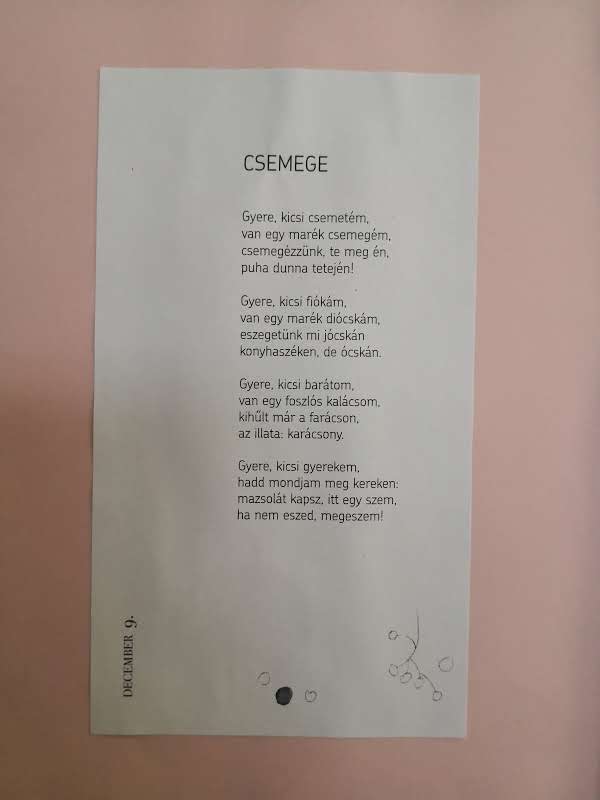 CSEMEGE
Gyere, kicsi csemetém,
van egy marék csemegém,
csemegézzünk, te meg én,
puha dunna tetején!
Gyere, kicsi fiókám,
van egy marék diócskám,
eszegetünk mi jócskán
konyhaszéken, de ócskán.
Gyere, kicsi barátom,
van egy foszlós kalácsom,
kihűlt már a farácson,
az illata: karácsony.
Gyere, kicsi gyerekem,
hadd mondjam meg kereken:
mazsolát kapsz, itt egy szem,
ha nem eszed, megeszem!
DECEMBER 9.